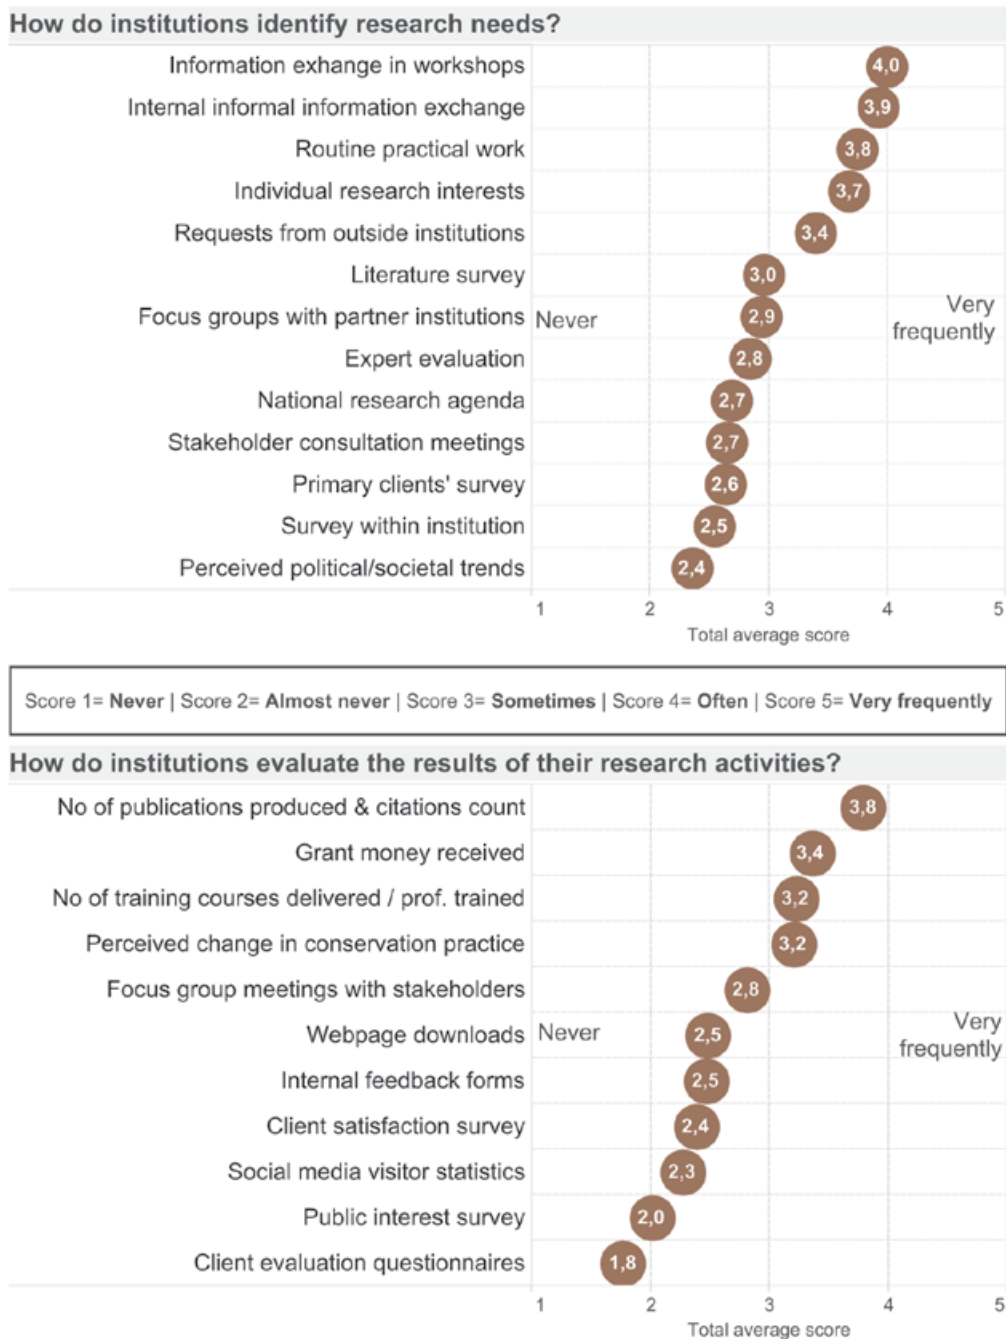 How do institutions identify research needs?
Information exhange in workshops 4,0
Internal informal information exchange 3,9
Routine practical work 3,8
Individual research interests 3,7
Requests from outside institutions 3,4
Literature survey 3,0
Focus groups with partner institutions Never 2,9 Very frequently
Expert evaluation 2,8
National research agenda 2,7
Stakeholder consultation meetings 2,7
Primary clients' survey 2,6
Survey within institution 2,5
Perceived political/societal trends 2,4
1 2 3 4 5
Total average score
Score 1= Never | Score 2= Almost never | Score 3= Sometimes | Score 4= Often | Score 5= Very frequently
How do institutions evaluate the results of their research activities?
No of publications produced & citations count 3,8
Grant money received 3,4
No of training courses delivered / prof. trained 3,2
Perceived change in conservation practice 3,2
Focus group meetings with stakeholders 2,8
Webpage downloads Never 2,5 Very frequently
Internal feedback forms 2,5
Client satisfaction survey 2,4
Social media visitor statistics 2,3
Public interest survey 2,0
Client evaluation questionnaires 1,8
1 2 3 4 5
Total average score